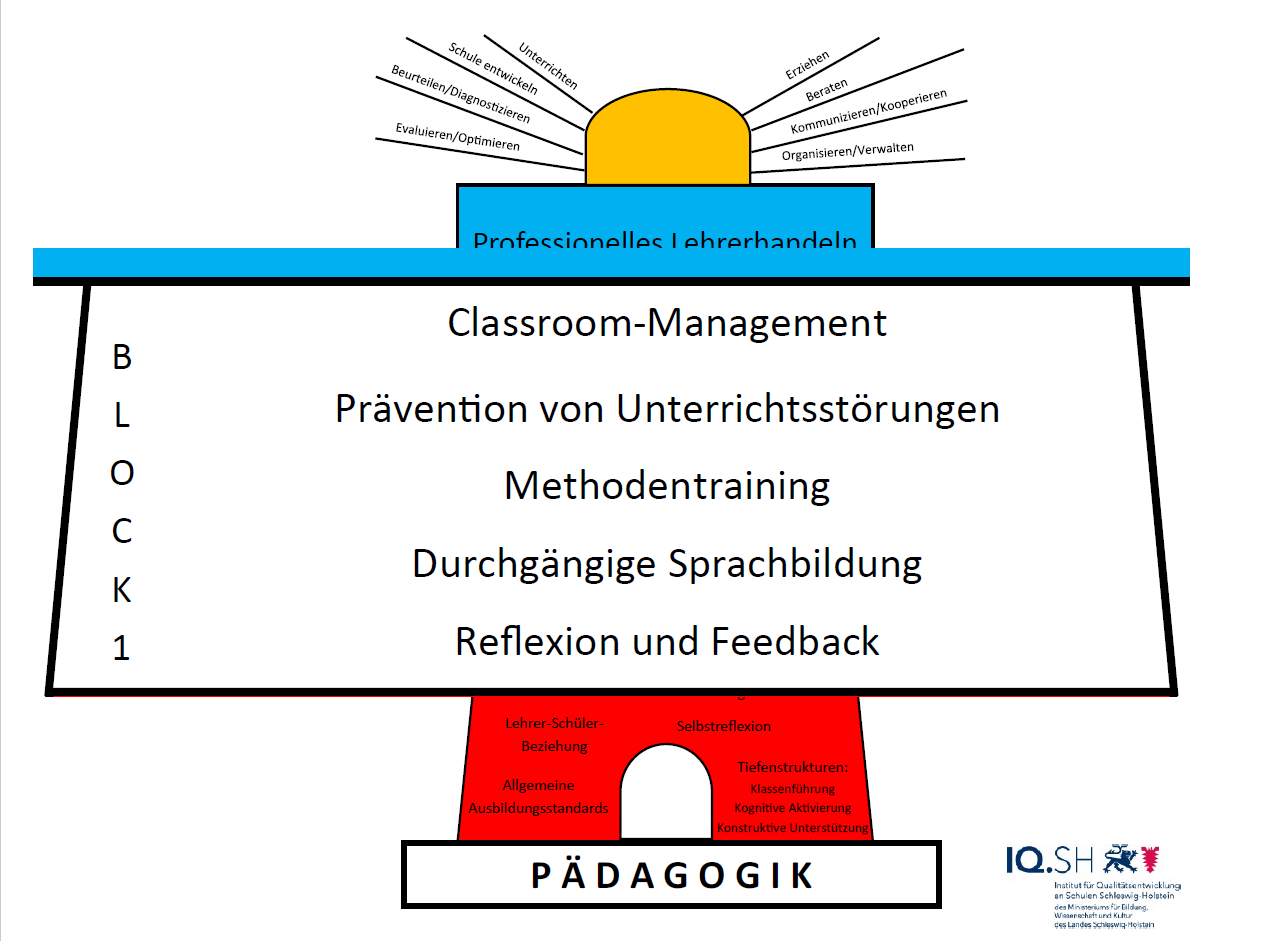 Unterrichten
Schule entwickeln
Beurteilen/Diagnostizieren
Evaluieren/Optimieren
Erziehen
Beraten
Kommunizieren/Kooperieren
Organisieren/Verwalten
Professionelles Lehrerhandeln
B
L
O
C
K
1
Classroom-Management
Prävention von Unterrichtsstörungen
Methodentraining
Durchgängige Sprachbildung
Reflexion und Feedback
Lehrer-Schüler-
Beziehung
Allgemeine
Ausbildungsstandards
Selbstreflexion
Tiefenstrukturen:
Klassenführung
Kognitive Aktivierung
Konstruktive Unterstützung
PÄDAGOGIK
IQ.SH
Institut für Qualitätsentwicklung
an Schulen Schleswig-Holstein
des Ministeriums für Bildung,
Wissenschaft und Kultur
des Landes Schleswig-Holstein